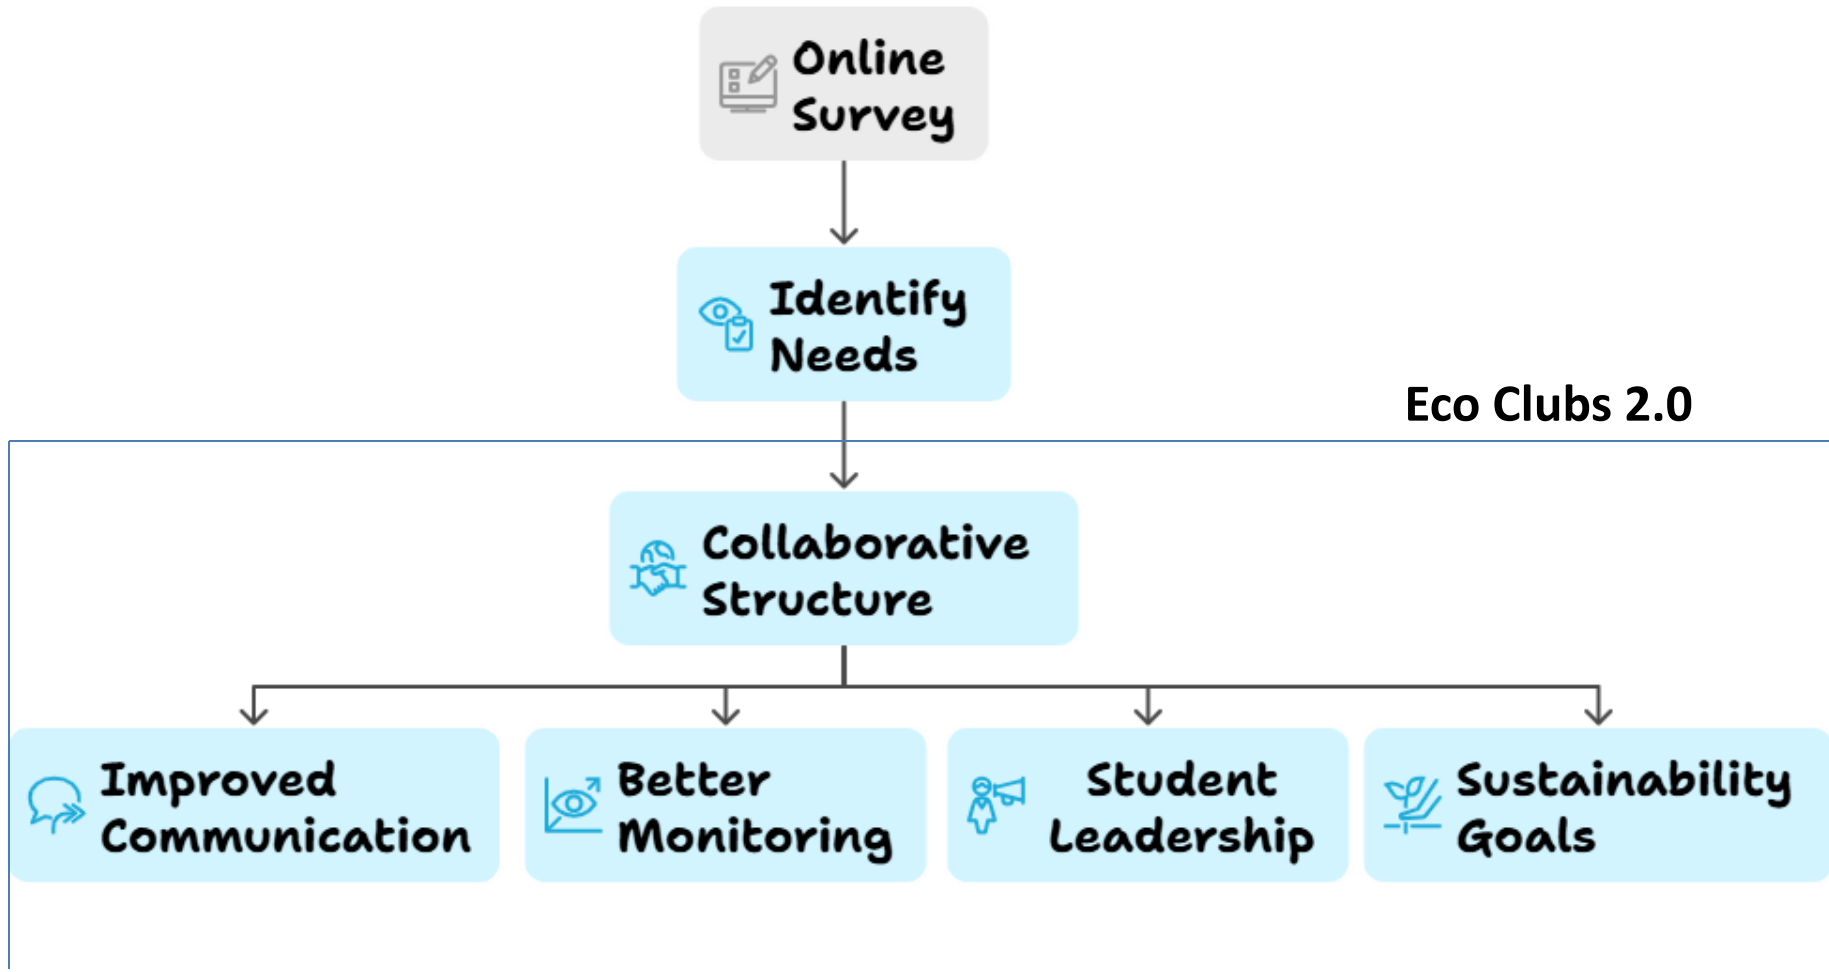 Online
Survey
Identify
Needs
Eco Clubs 2.0
Collaborative
Structure
Improved
Communication
Better
Monitoring
Student
Leadership
Sustainability
Goals